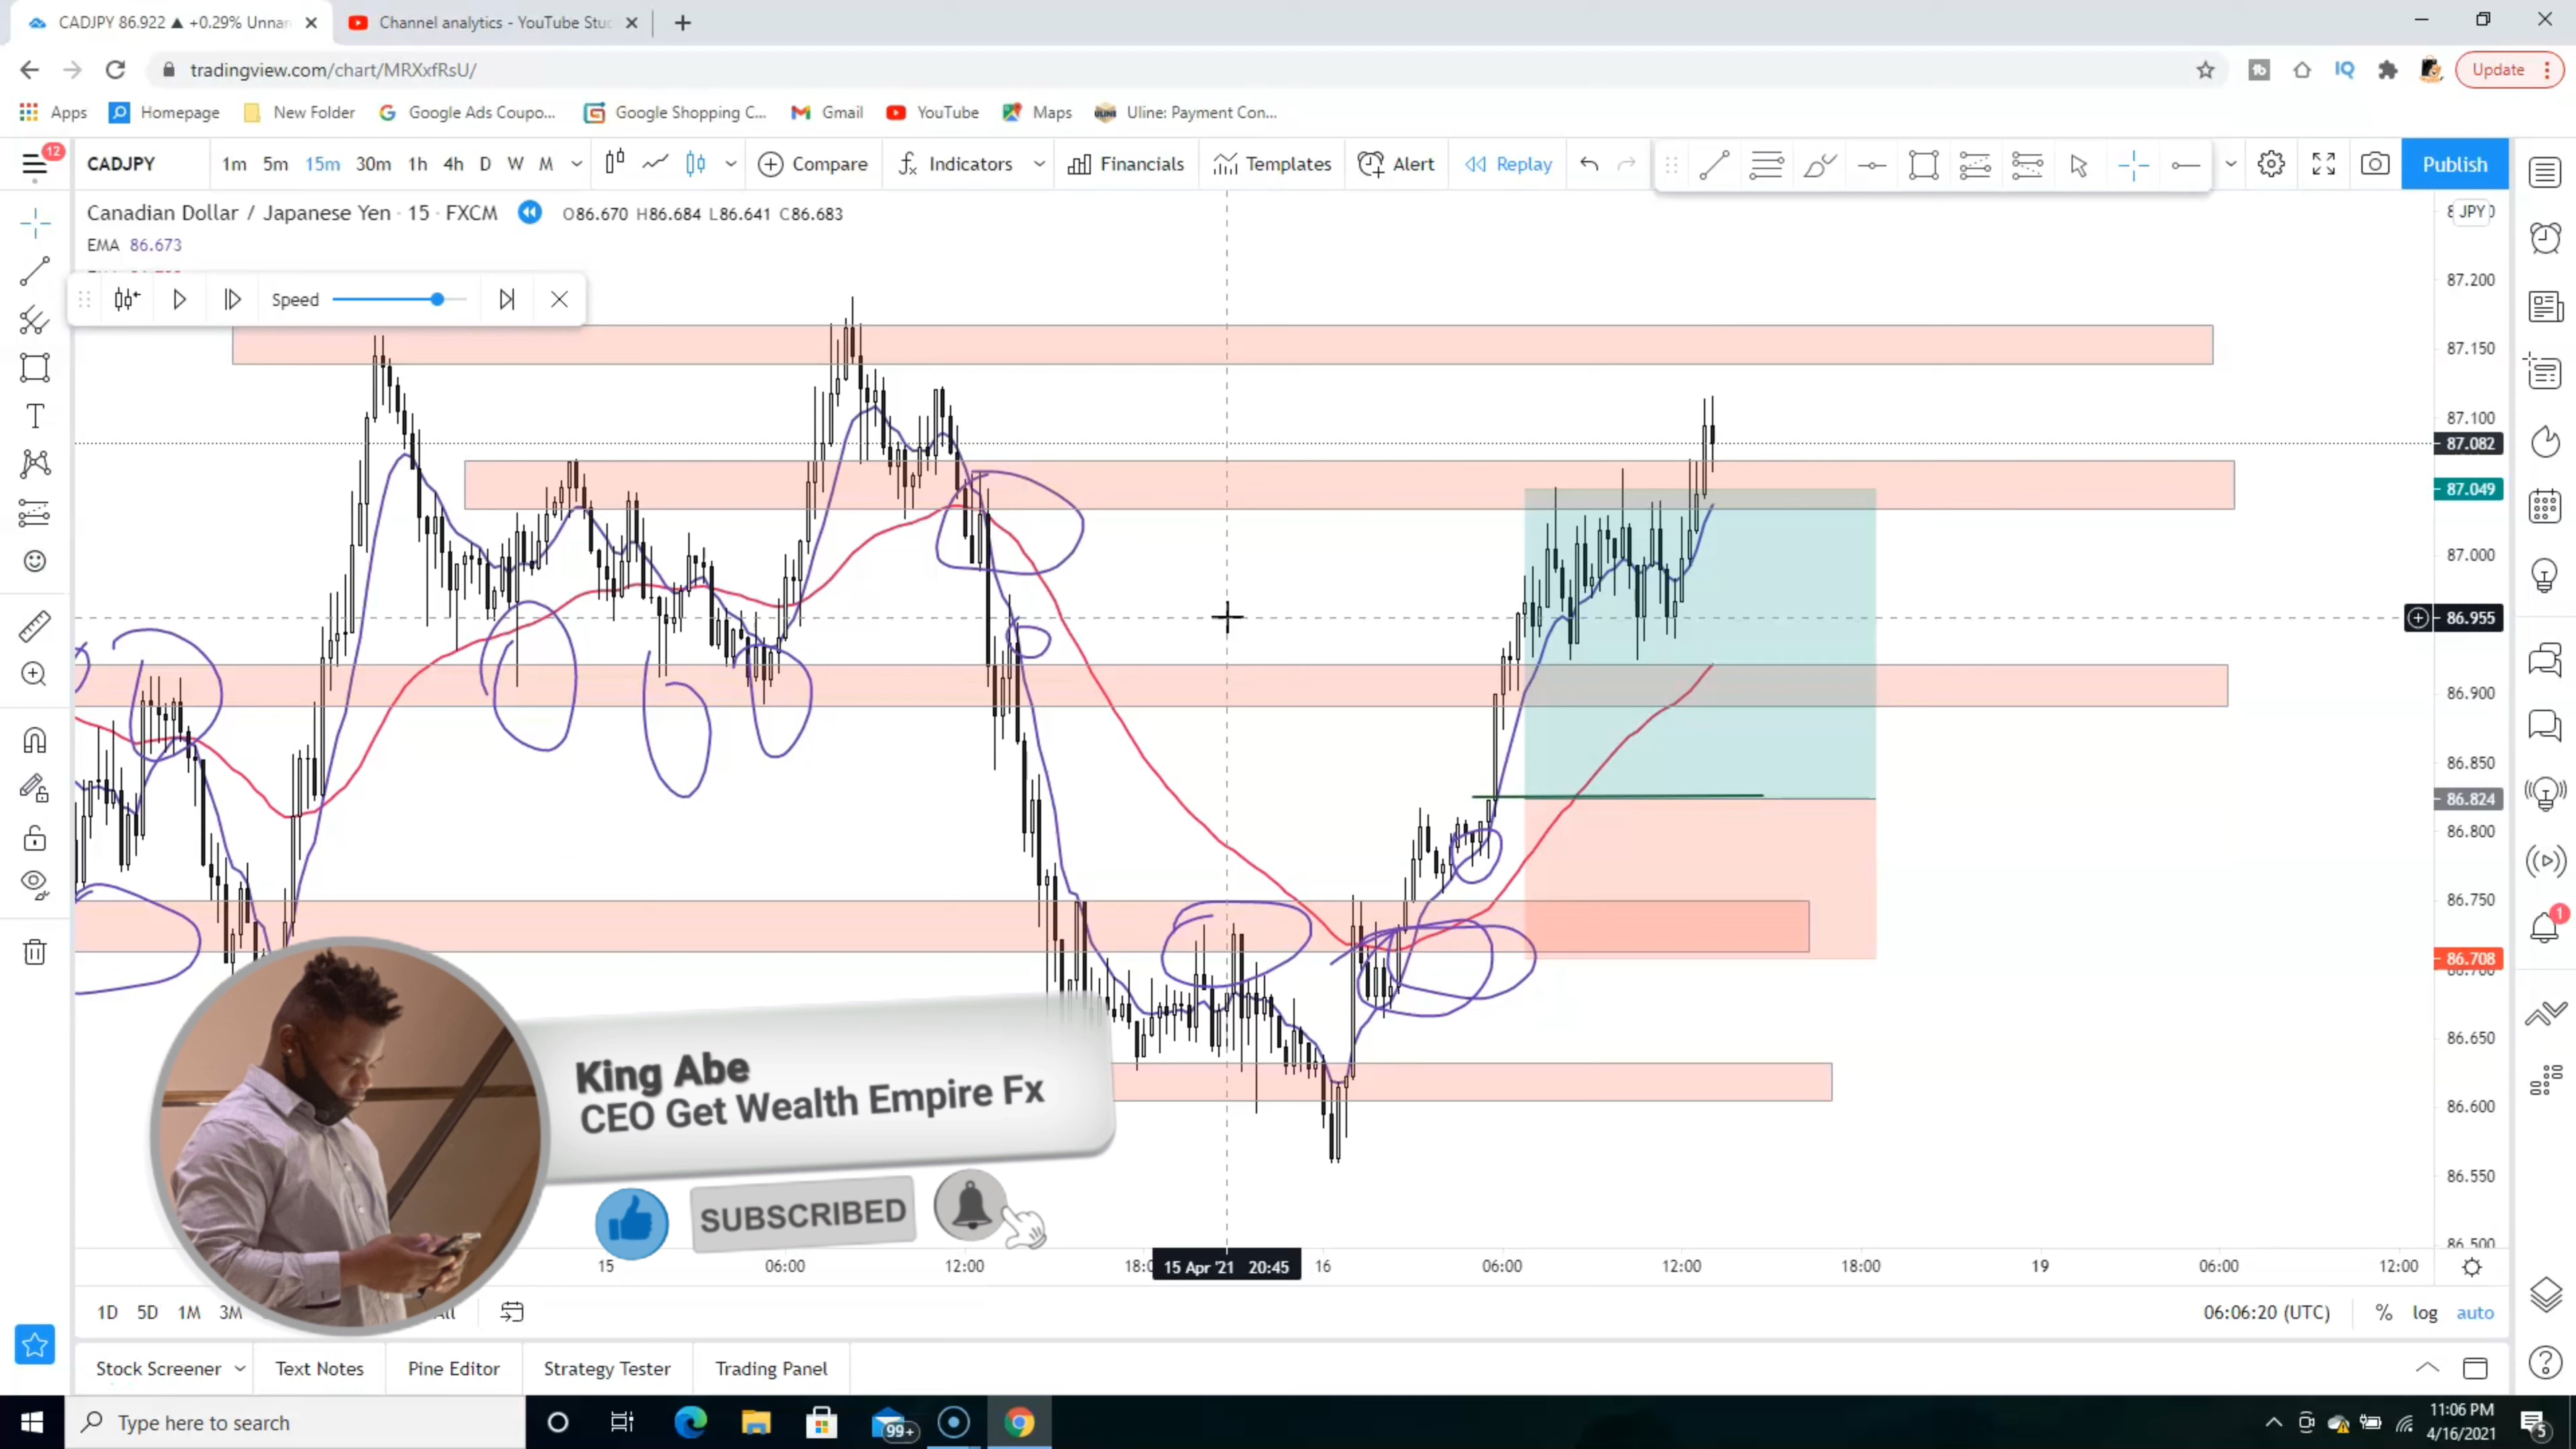 CADJPY 86.922 ▲ +0.29% Unnar
Channel analytics - YouTube Stu
tradingview.com/chart/MRXxfRsU/
Update
Apps Homepage New Folder Google Ads Coupo... Google Shopping C... Gmail YouTube Maps Uline: Payment Con...
12
CADJPY 1m 5m 15m 30m 1h 4h D W M Compare Indicators Financials Templates Alert Replay Publish
Canadian Dollar / Japanese Yen · 15 · FXCM O86.670 H86.684 L86.641 C86.683
JPY
EMA 86.673
Speed
87.200
87.150
87.100
87.082
87.049
87.000
86.955
86.900
86.850
86.824
86.800
86.750
86.708
86.650
86.600
86.550
86.500
King Abe
CEO Get Wealth Empire Fx
SUBSCRIBED
15 06:00 12:00 18:0 15 Apr '21 20:45 16 06:00 12:00 18:00 19 06:00 12:00
1D 5D 1M 3M All 06:06:20 (UTC) % log auto
Stock Screener Text Notes Pine Editor Strategy Tester Trading Panel
Type here to search
99+
11:06 PM
4/16/2021
5